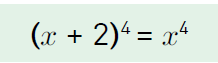 (x + 2)⁴ = x⁴